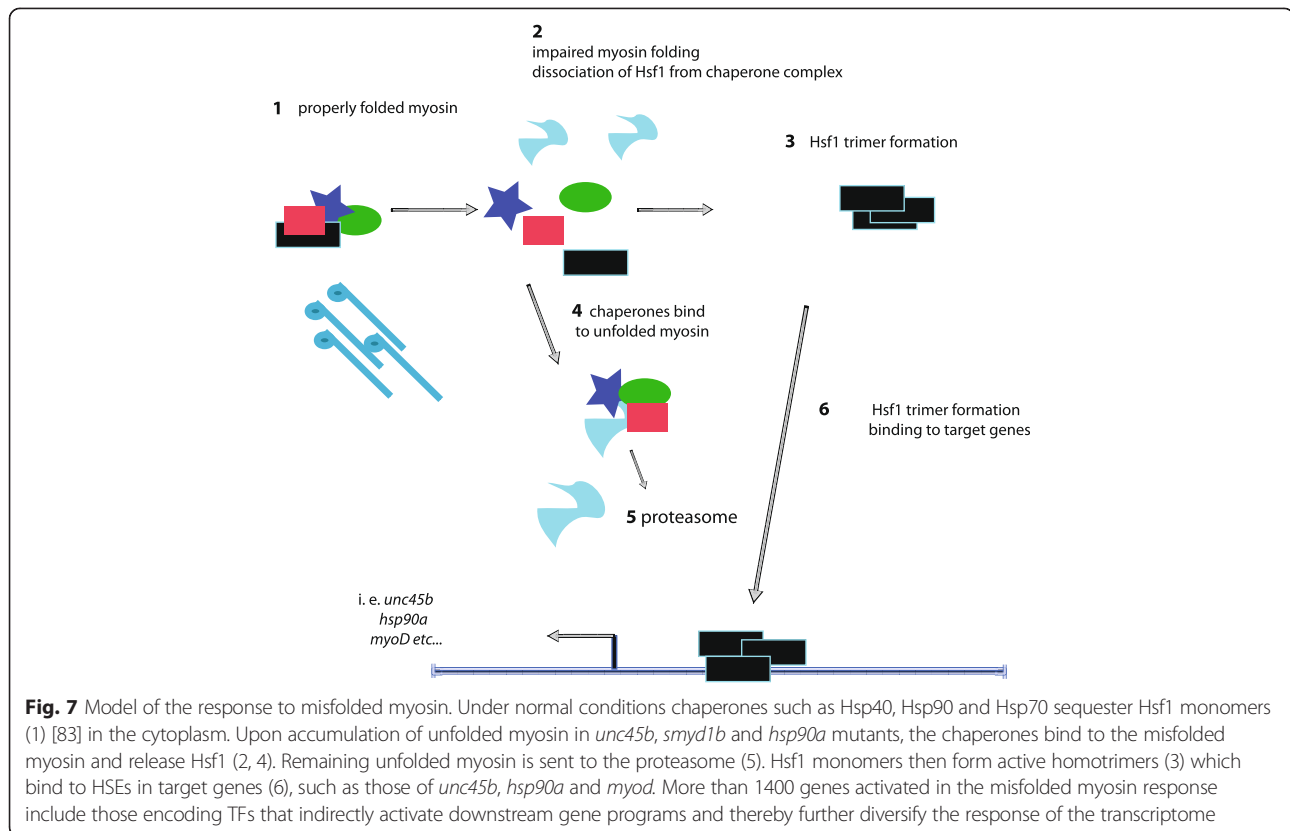 2
impaired myosin folding
dissociation of Hsf1 from chaperone complex
1 properly folded myosin
3 Hsf1 trimer formation
4 chaperones bind
to unfolded myosin
6 Hsf1 trimer formation
binding to target genes
5 proteasome
i. e. unc45b
hsp90a
myoD etc...
Fig. 7 Model of the response to misfolded myosin. Under normal conditions chaperones such as Hsp40, Hsp90 and Hsp70 sequester Hsf1 monomers
(1) [83] in the cytoplasm. Upon accumulation of unfolded myosin in unc45b, smyd1b and hsp90a mutants, the chaperones bind to the misfolded
myosin and release Hsf1 (2, 4). Remaining unfolded myosin is sent to the proteasome (5). Hsf1 monomers then form active homotrimers (3) which
bind to HSEs in target genes (6), such as those of unc45b, hsp90a and myod. More than 1400 genes activated in the misfolded myosin response
include those encoding TFs that indirectly activate downstream gene programs and thereby further diversify the response of the transcriptome